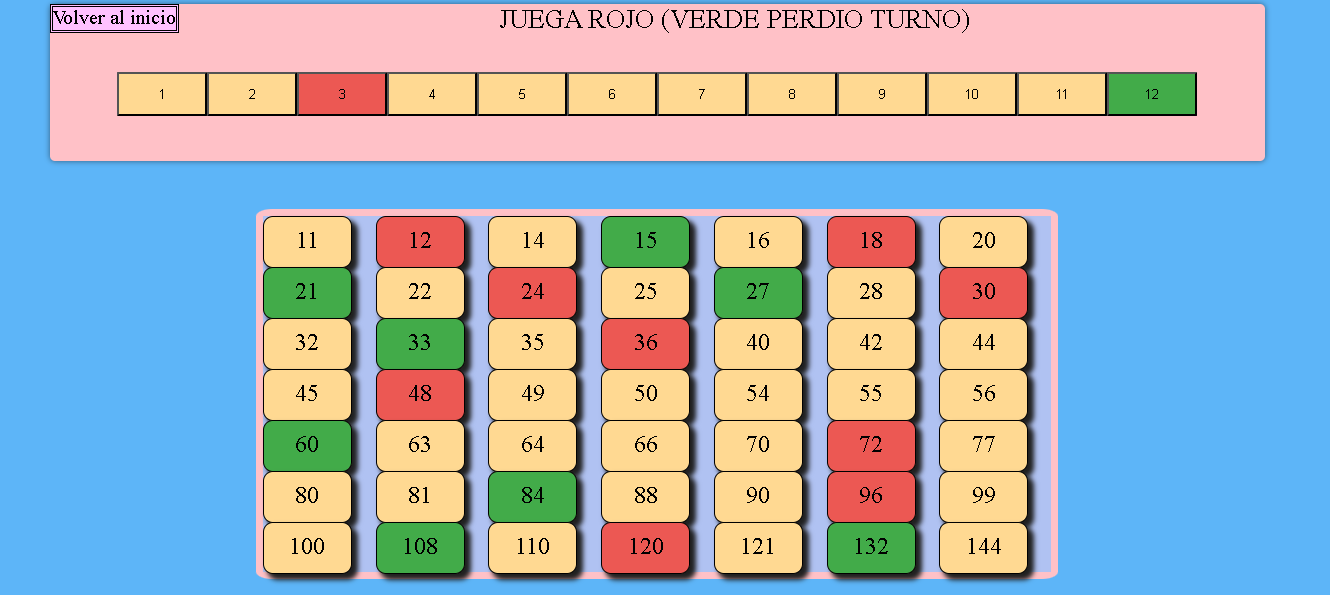 Volver al inicio
JUEGA ROJO (VERDE PERDIO TURNO)
1 2 3 4 5 6 7 8 9 10 11 12
11 12 14 15 16 18 20
21 22 24 25 27 28 30
32 33 35 36 40 42 44
45 48 49 50 54 55 56
60 63 64 66 70 72 77
80 81 84 88 90 96 99
100 108 110 120 121 132 144